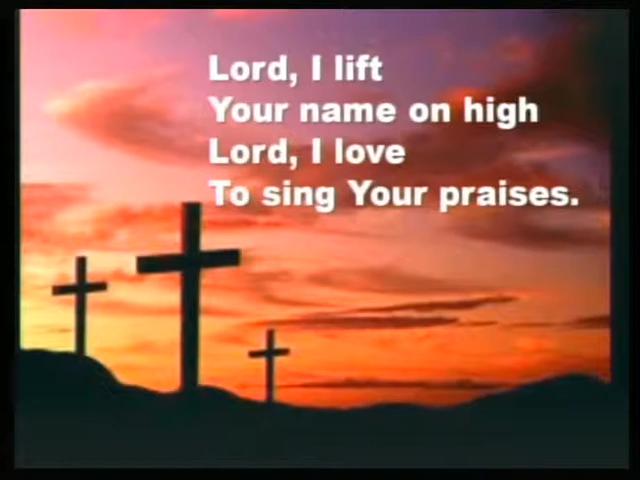 Lord, I lift
Your name on high
Lord, I love
To sing Your praises.